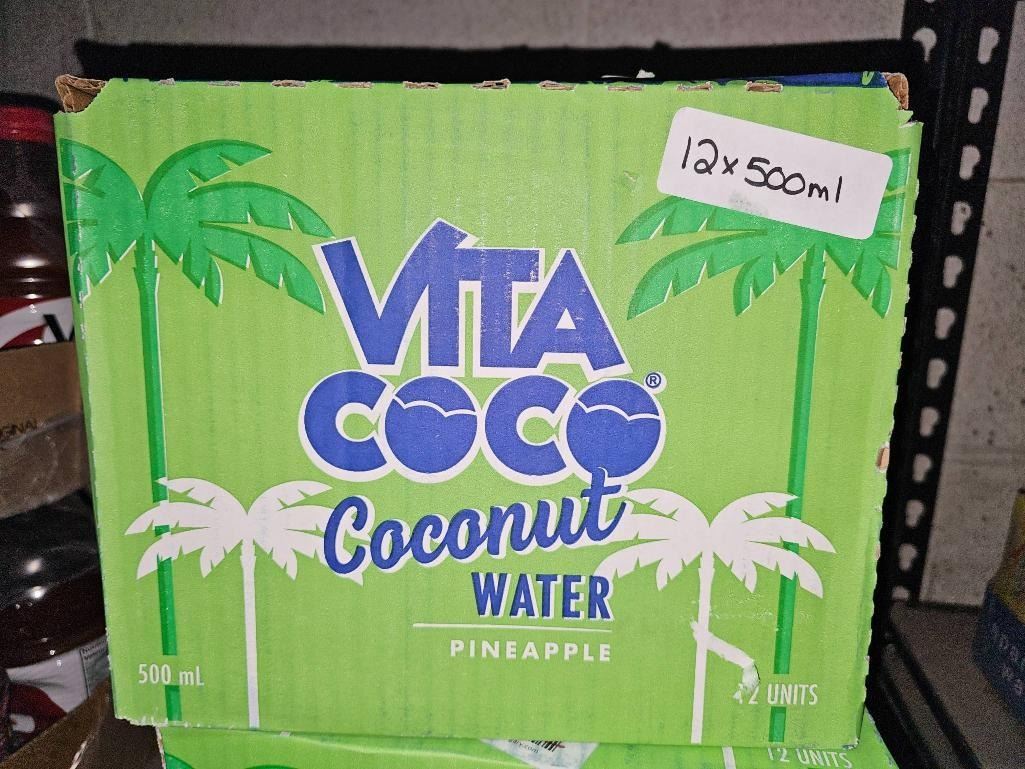 12x500ml
VITA
COCO®
Coconut
WATER
PINEAPPLE
500 mL
12 UNITS
12 UNITS